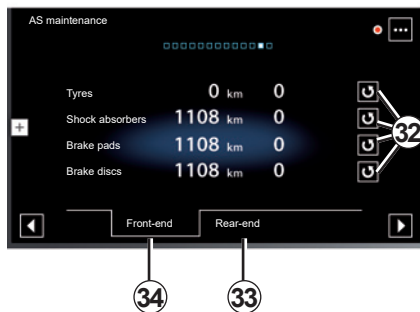 AS maintenance
Tyres 0 km 0
Shock absorbers 1108 km 0
Brake pads 1108 km 0
Brake discs 1108 km 0
32
Front-end Rear-end
34 33